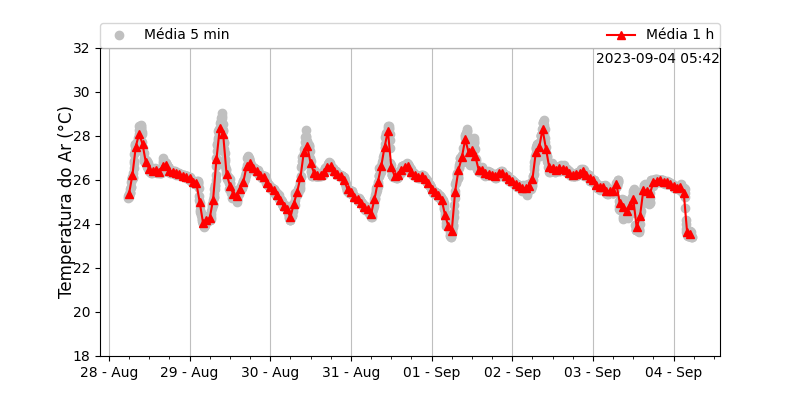 Média 5 min
Média 1 h
2023-09-04 05:42
Temperatura do Ar (°C)
32
30
28
26
24
22
20
18
28 - Aug
29 - Aug
30 - Aug
31 - Aug
01 - Sep
02 - Sep
03 - Sep
04 - Sep